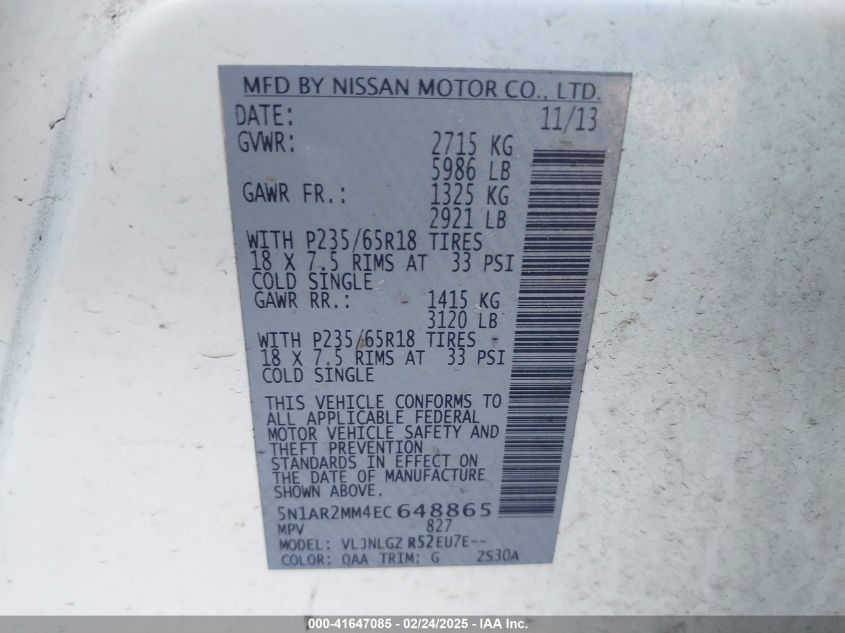 MFD BY NISSAN MOTOR CO., LTD.
DATE: 11/13
GVWR: 2715 KG
5986 LB
GAWR FR.: 1325 KG
2921 LB
WITH P235/65R18 TIRES
18 X 7.5 RIMS AT 33 PSI
COLD SINGLE
GAWR RR.: 1415 KG
3120 LB
WITH P235/65R18 TIRES
18 X 7.5 RIMS AT 33 PSI
COLD SINGLE
THIS VEHICLE CONFORMS TO
ALL APPLICABLE FEDERAL
MOTOR VEHICLE SAFETY AND
THEFT PREVENTION
STANDARDS IN EFFECT ON
THE DATE OF MANUFACTURE
SHOWN ABOVE.
5N1AR2MM4EC648865
MPV 827
MODEL: VLJNLGZ R52EU7E--
COLOR: QAA TRIM: G ZS30A
000-41647085 - 02/24/2025 - IAA Inc.